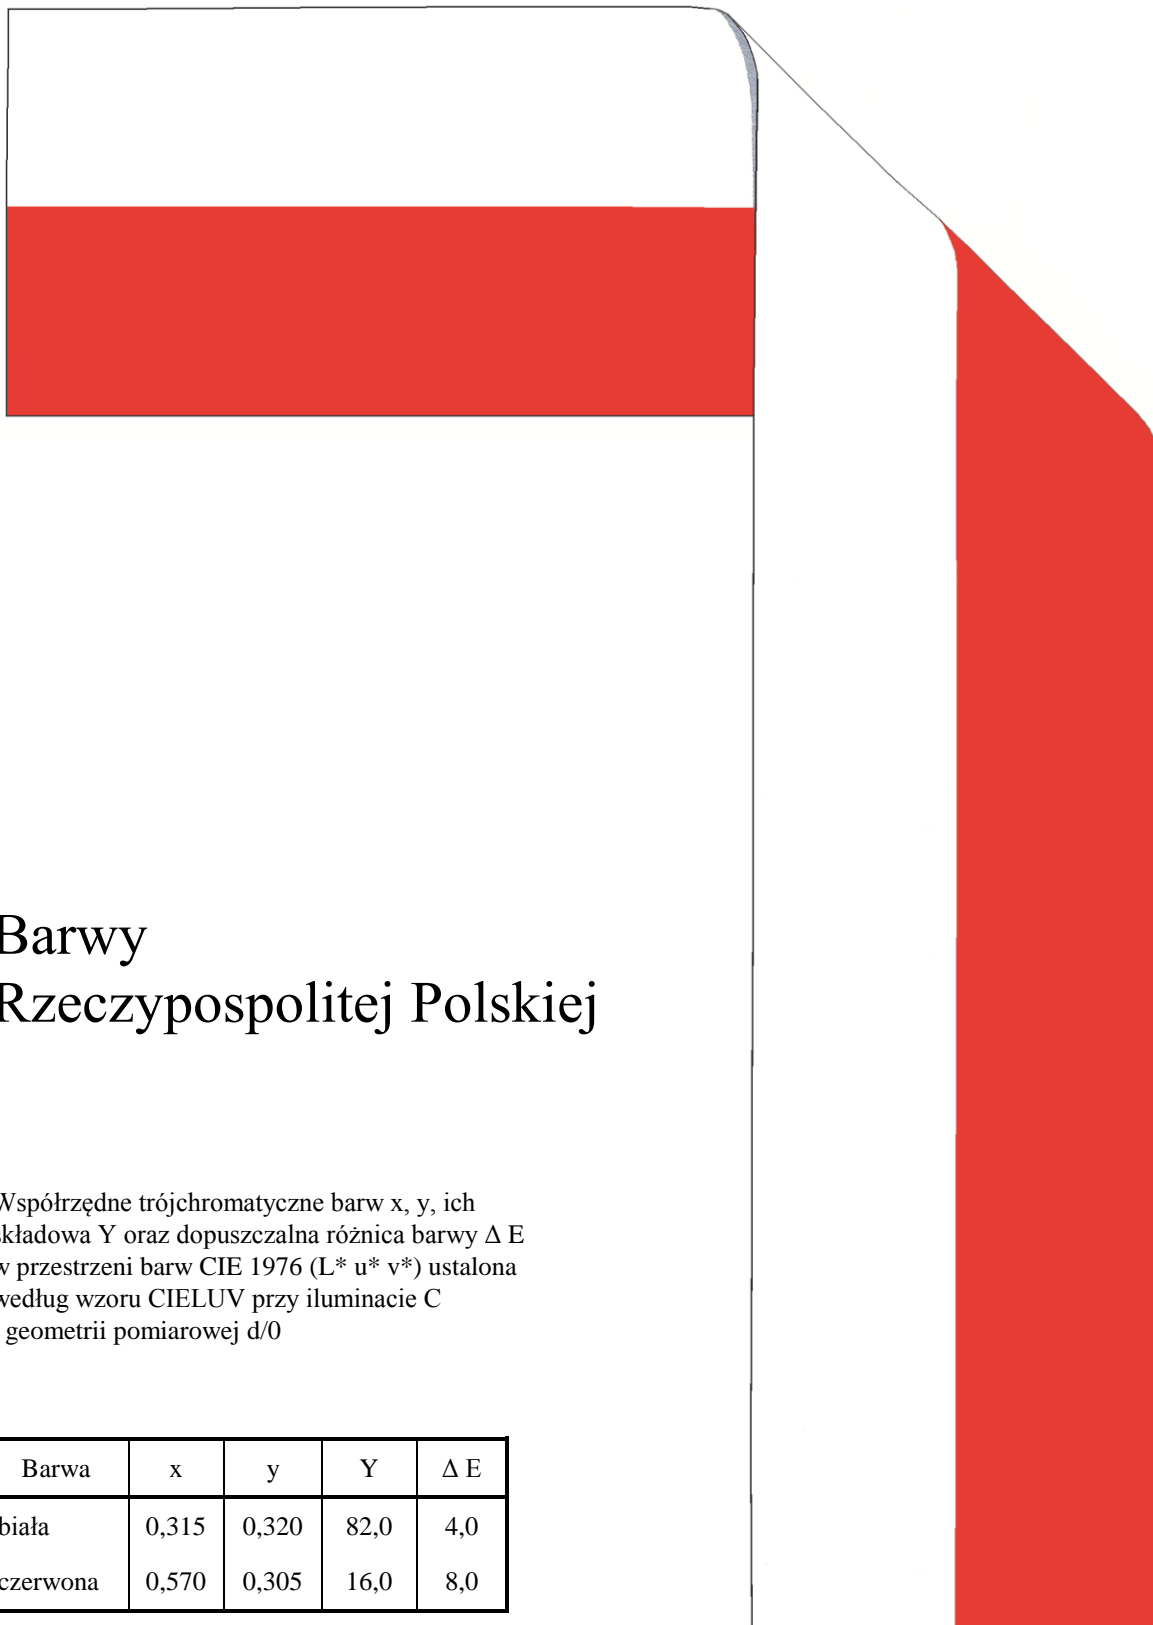 Barwy
Rzeczypospolitej Polskiej
Współrzędne trójchromatyczne barw x, y, ich
składowa Y oraz dopuszczalna różnica barwy Δ E
w przestrzeni barw CIE 1976 (L* u* v*) ustalona
według wzoru CIELUV przy iluminacie C
geometrii pomiarowej d/0
Barwa x y Y Δ E
biała 0,315 0,320 82,0 4,0
czerwona 0,570 0,305 16,0 8,0